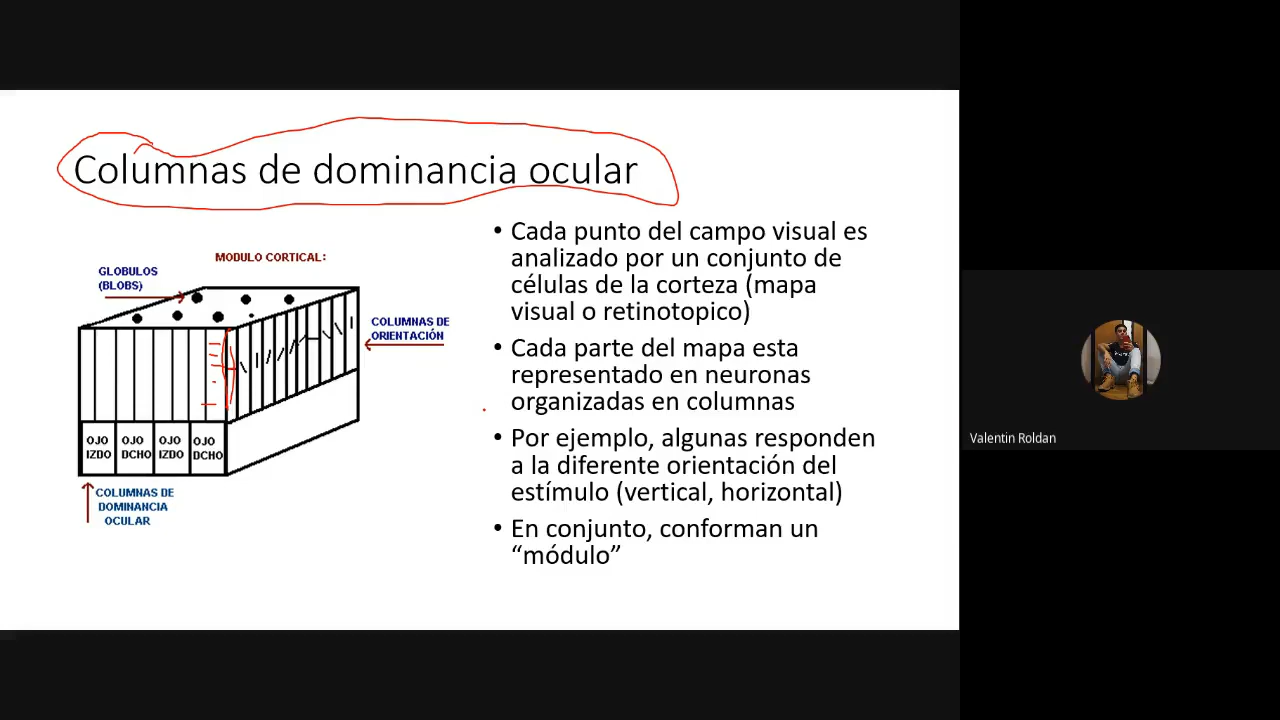 Columnas de dominancia ocular
MODULO CORTICAL:
GLOBULOS
(BLOBS)
COLUMNAS DE
ORIENTACIÓN
OJO
IZDO
OJO
DCHO
OJO
IZDO
OJO
DCHO
COLUMNAS DE
DOMINANCIA
OCULAR
• Cada punto del campo visual es
analizado por un conjunto de
células de la corteza (mapa
visual o retinotopico)
• Cada parte del mapa esta
representado en neuronas
organizadas en columnas
• Por ejemplo, algunas responden
a la diferente orientación del
estímulo (vertical, horizontal)
• En conjunto, conforman un
“módulo”
Valentin Roldan